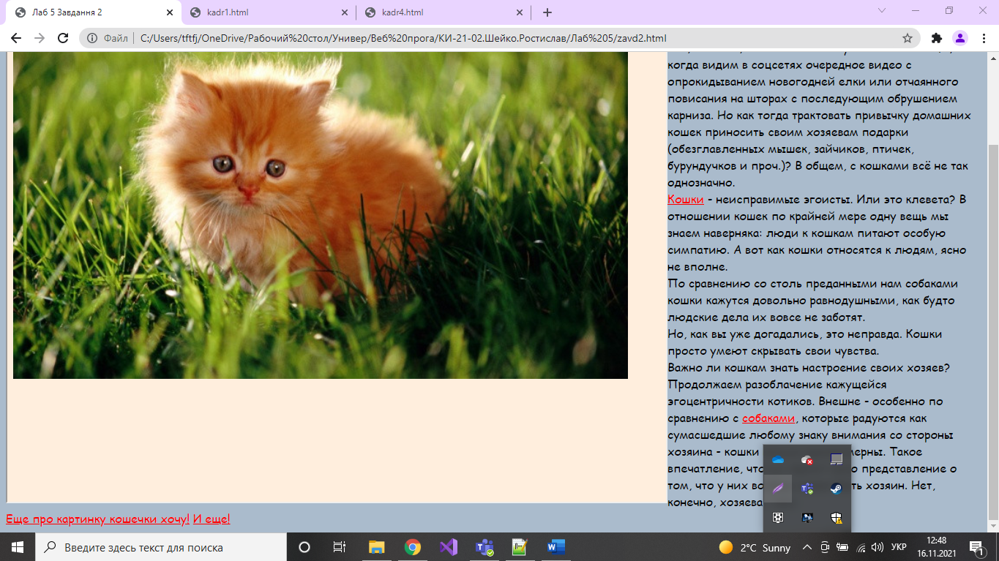 Лаб 5 Завдання 2
kadr1.html
kadr4.html
Файл
C:/Users/tftfj/OneDrive/Рабочий%20стол/Универ/Веб%20прога/КИ-21-02.Шейко.Ростислав/Лаб%205/zavd2.html
когда видим в соцсетях очередное видео с
опрокидыванием новогодней елки или отчаянного
повисания на шторах с последующим обрушением
карниза. Но как тогда трактовать привычку домашних
кошек приносить своим хозяевам подарки
(обезглавленных мышек, зайчиков, птичек,
бурундучков и проч.)? В общем, с кошками всё не так
однозначно.
Кошки - неисправимые эгоисты. Или это клевета? В
отношении кошек по крайней мере одну вещь мы
знаем наверняка: люди к кошкам питают особую
симпатию. А вот как кошки относятся к людям, ясно
не вполне.
По сравнению со столь преданными нам собаками
кошки кажутся довольно равнодушными, как будто
людские дела их вовсе не заботят.
Но, как вы уже догадались, это неправда. Кошки
просто умеют скрывать свои чувства.
Важно ли кошкам знать настроение своих хозяев?
Продолжаем разоблачение кажущейся
эгоцентричности котиков. Внешне - особенно по
сравнению с собаками, которые радуются как
сумасшедшие любому знаку внимания со стороны
хозяина - кошки мерны. Такое
впечатление, что о представление о
том, что у них во ть хозяин. Нет,
конечно, хозяева
Еще про картинку кошечки хочу! И еще!
Введите здесь текст для поиска
2°C Sunny
УКР
12:48
16.11.2021
1